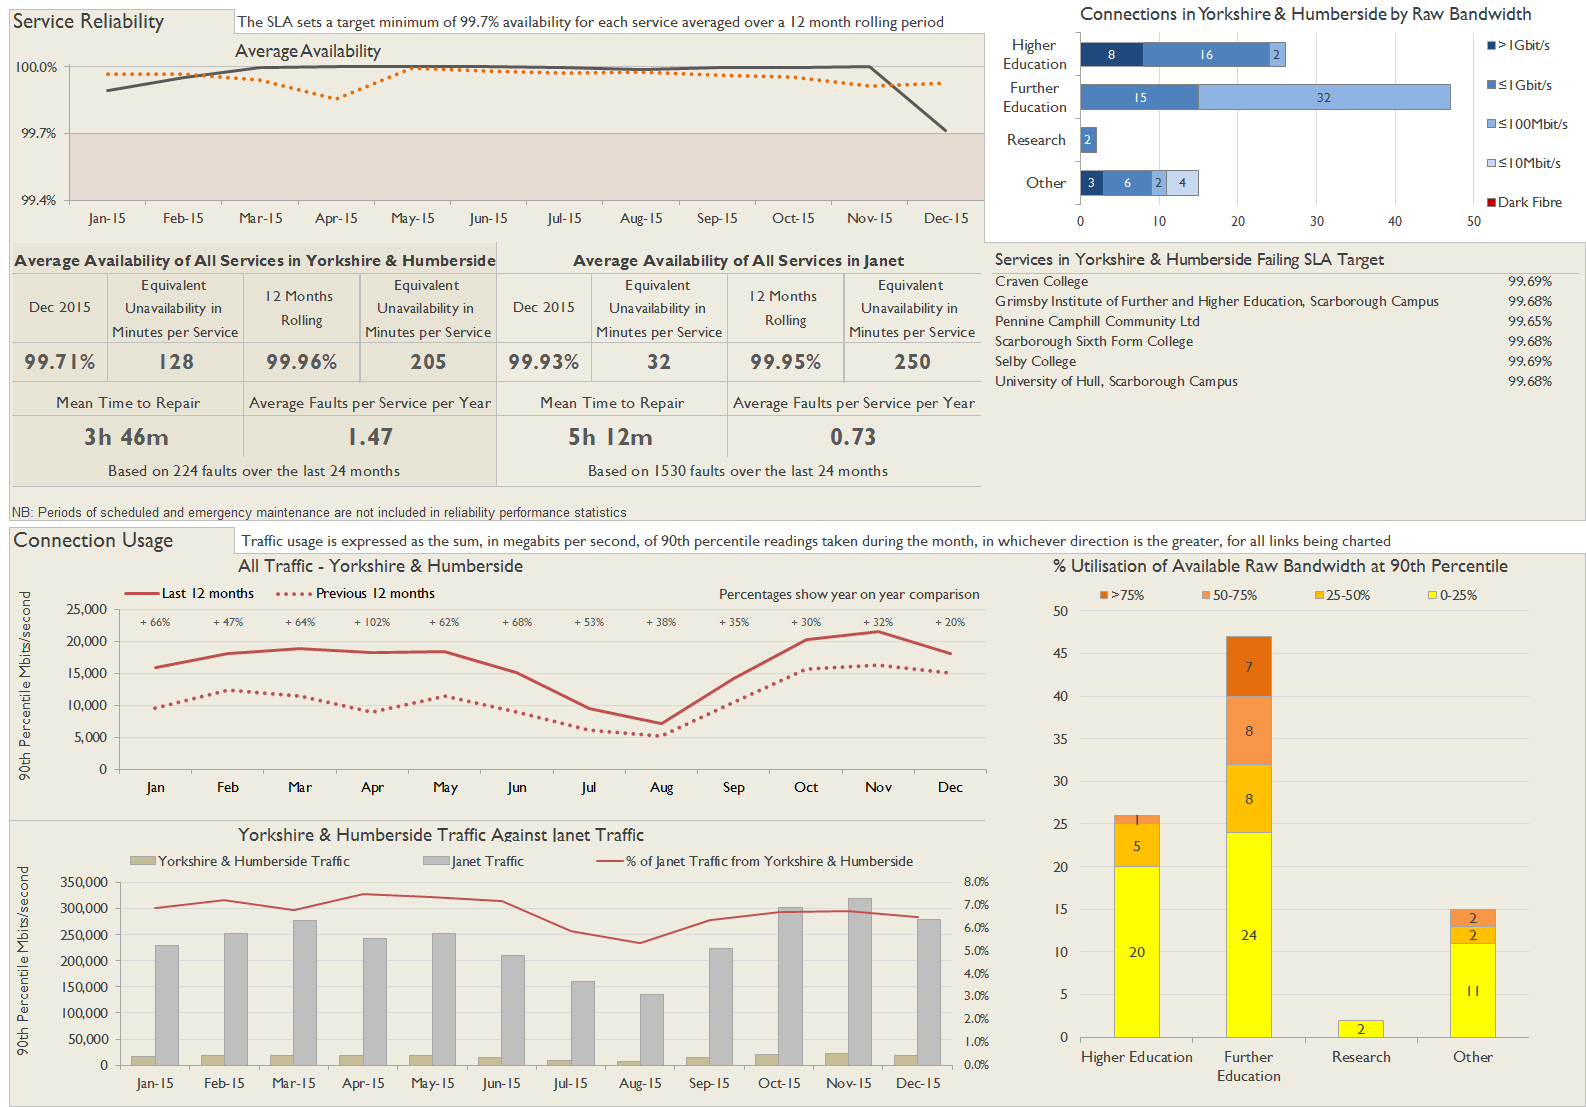 Service Reliability
The SLA sets a target minimum of 99.7% availability for each service averaged over a 12 month rolling period
Average Availability
100.0%
99.7%
99.4%
Jan-15 Feb-15 Mar-15 Apr-15 May-15 Jun-15 Jul-15 Aug-15 Sep-15 Oct-15 Nov-15 Dec-15
Connections in Yorkshire & Humberside by Raw Bandwidth
Higher Education 8 16 2
Further Education 15 32
Research 2
Other 3 6 2 4
0 10 20 30 40 50
>1Gbit/s
≤1Gbit/s
≤100Mbit/s
≤10Mbit/s
Dark Fibre
Average Availability of All Services in Yorkshire & Humberside
Dec 2015
Equivalent Unavailability in Minutes per Service
12 Months Rolling
Equivalent Unavailability in Minutes per Service
99.71% 128 99.96% 205
Mean Time to Repair Average Faults per Service per Year
3h 46m 1.47
Based on 224 faults over the last 24 months
Average Availability of All Services in Janet
Dec 2015
Equivalent Unavailability in Minutes per Service
12 Months Rolling
Equivalent Unavailability in Minutes per Service
99.93% 32 99.95% 250
Mean Time to Repair Average Faults per Service per Year
5h 12m 0.73
Based on 1530 faults over the last 24 months
Services in Yorkshire & Humberside Failing SLA Target
Craven College 99.69%
Grimsby Institute of Further and Higher Education, Scarborough Campus 99.68%
Pennine Camphill Community Ltd 99.65%
Scarborough Sixth Form College 99.68%
Selby College 99.69%
University of Hull, Scarborough Campus 99.68%
NB: Periods of scheduled and emergency maintenance are not included in reliability performance statistics
Connection Usage
Traffic usage is expressed as the sum, in megabits per second, of 90th percentile readings taken during the month, in whichever direction is the greater, for all links being charted
All Traffic - Yorkshire & Humberside
Last 12 months Previous 12 months
Percentages show year on year comparison
90th Percentile Mbits/second
25,000
20,000
15,000
10,000
5,000
0
+ 66% + 47% + 64% + 102% + 62% + 68% + 53% + 38% + 35% + 30% + 32% + 20%
Jan Feb Mar Apr May Jun Jul Aug Sep Oct Nov Dec
Yorkshire & Humberside Traffic Against Janet Traffic
Yorkshire & Humberside Traffic Janet Traffic % of Janet Traffic from Yorkshire & Humberside
90th Percentile Mbits/second
350,000
300,000
250,000
200,000
150,000
100,000
50,000
0
8.0%
7.0%
6.0%
5.0%
4.0%
3.0%
2.0%
1.0%
0.0%
Jan-15 Feb-15 Mar-15 Apr-15 May-15 Jun-15 Jul-15 Aug-15 Sep-15 Oct-15 Nov-15 Dec-15
% Utilisation of Available Raw Bandwidth at 90th Percentile
>75% 50-75% 25-50% 0-25%
50
45
40
35
30
25
20
15
10
5
0
1
5
20
7
8
8
24
2
2
2
11
Higher Education
Further Education
Research
Other